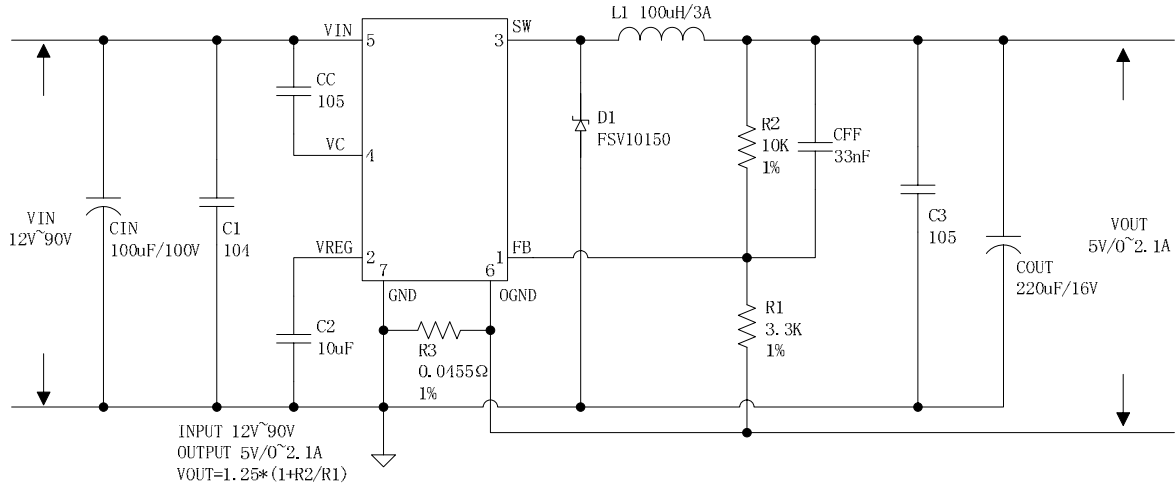 L1 100uH/3A
VIN
5
3
SW
CC
105
VC
4
D1
FSV10150
R2
10K
1%
CFF
33nF
VIN
12V~90V
CIN
100uF/100V
C1
104
VREG
2
7
GND
1
FB
6
OGND
C3
105
VOUT
5V/0~2.1A
COUT
220uF/16V
C2
10uF
R3
0.0455Ω
1%
R1
3.3K
1%
INPUT 12V~90V
OUTPUT 5V/0~2.1A
VOUT=1.25*(1+R2/R1)